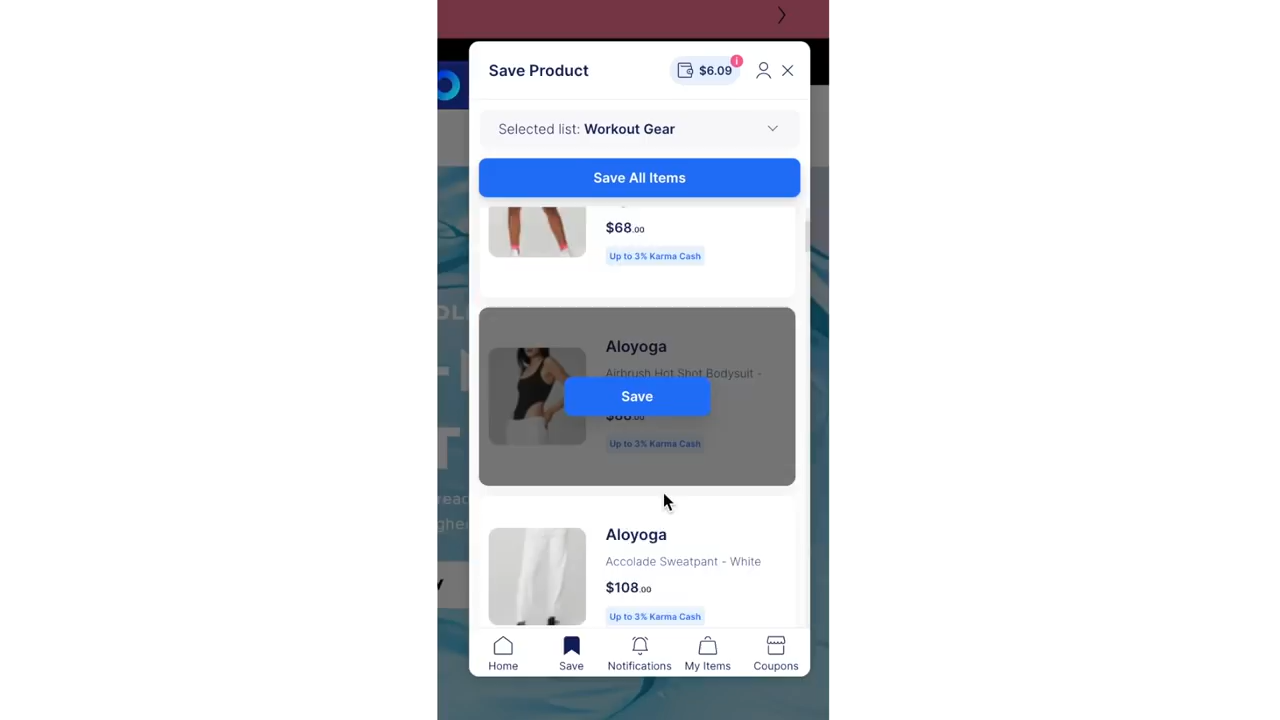 Save Product
$6.09
i
Selected list: Workout Gear
Save All Items
$68.00
Up to 3% Karma Cash
Aloyoga
Airbrush Hot Shot Bodysuit -
Save
$88.00
Up to 3% Karma Cash
Aloyoga
Accolade Sweatpant - White
$108.00
Up to 3% Karma Cash
Home
Save
Notifications
My Items
Coupons